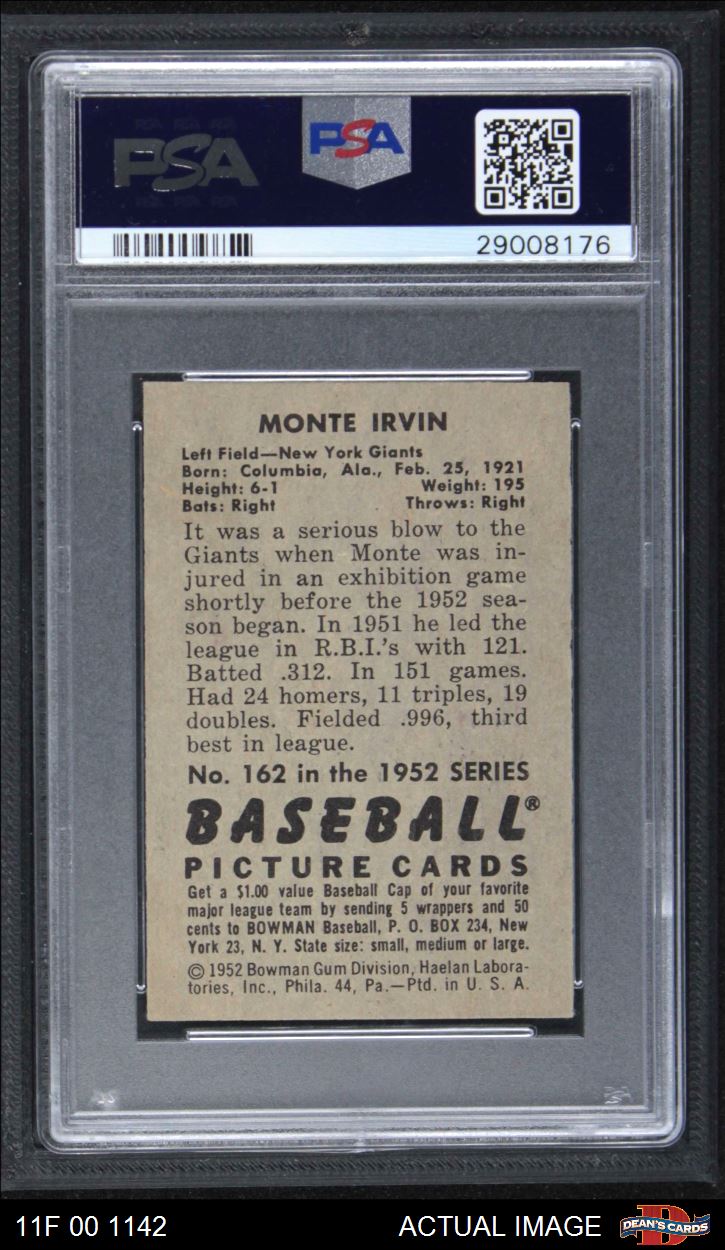 PSA PSA PSA
PSA
PSA PSA PSA
PSA
29008176
MONTE IRVIN
Left Field—New York Giants
Born: Columbia, Ala., Feb. 25, 1921
Height: 6-1 Weight: 195
Bats: Right Throws: Right
It was a serious blow to the
Giants when Monte was in-
jured in an exhibition game
shortly before the 1952 sea-
son began. In 1951 he led the
league in R.B.I.'s with 121.
Batted .312. In 151 games.
Had 24 homers, 11 triples, 19
doubles. Fielded .996, third
best in league.
No. 162 in the 1952 SERIES
BASEBALL®
PICTURE CARDS
Get a $1.00 value Baseball Cap of your favorite
major league team by sending 5 wrappers and 50
cents to BOWMAN Baseball, P. O. BOX 234, New
York 23, N. Y. State size: small, medium or large.
© 1952 Bowman Gum Division, Haelan Labora-
tories, Inc., Phila. 44, Pa.—Ptd. in U. S. A.
11F 00 1142 ACTUAL IMAGE DEAN'S CARDS